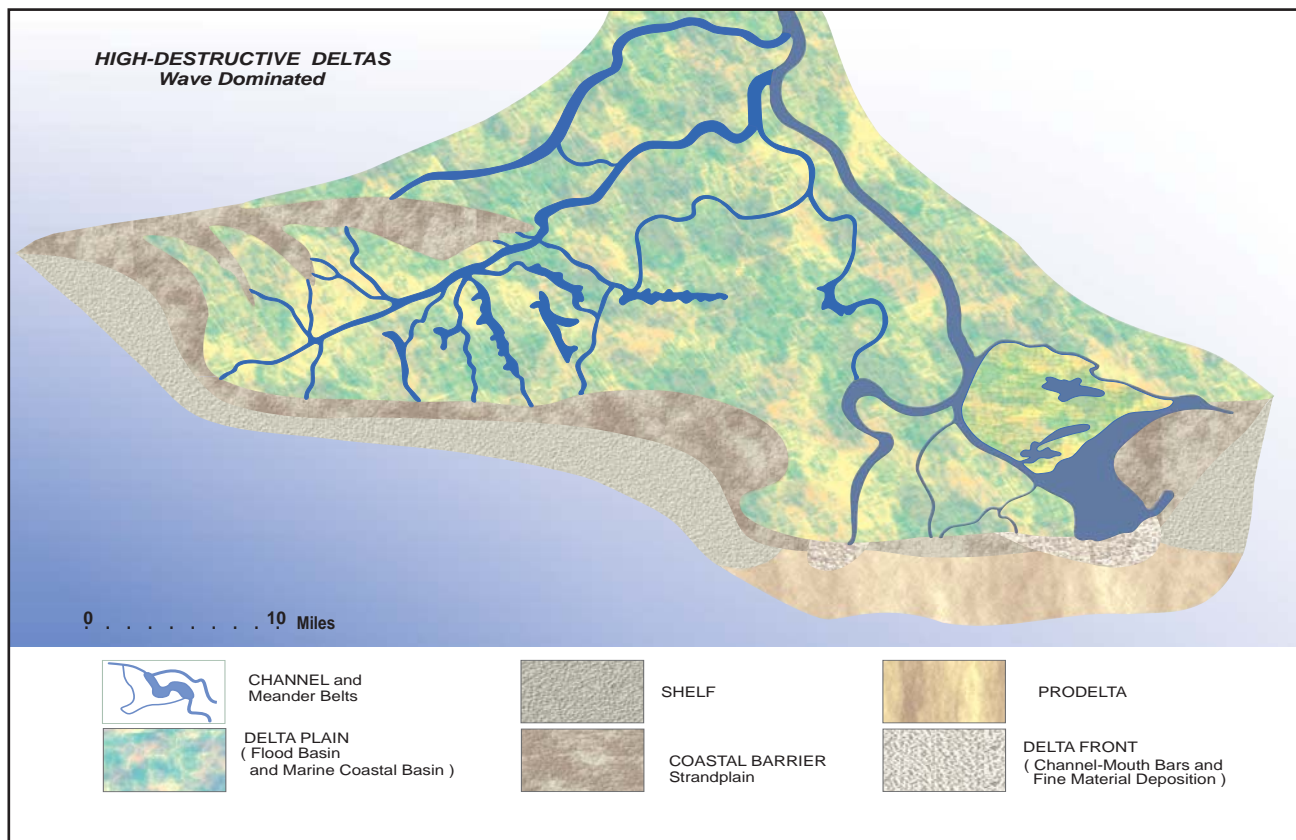 HIGH-DESTRUCTIVE DELTAS
Wave Dominated
0 . . . . . . . . 10 Miles
CHANNEL and
Meander Belts
SHELF
PRODELTA
DELTA PLAIN
( Flood Basin
and Marine Coastal Basin )
COASTAL BARRIER
Strandplain
DELTA FRONT
( Channel-Mouth Bars and
Fine Material Deposition )